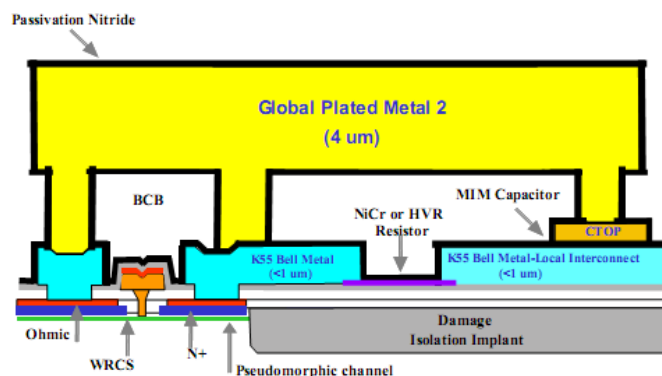 Passivation Nitride
Global Plated Metal 2
(4 um)
BCB
MIM Capacitor
NiCr or HVR
Resistor
CTOP
K55 Bell Metal
(<1 um)
K55 Bell Metal-Local Interconnect
(<1 um)
Damage
Isolation Implant
Ohmic
WRCS
N+
Pseudomorphic channel